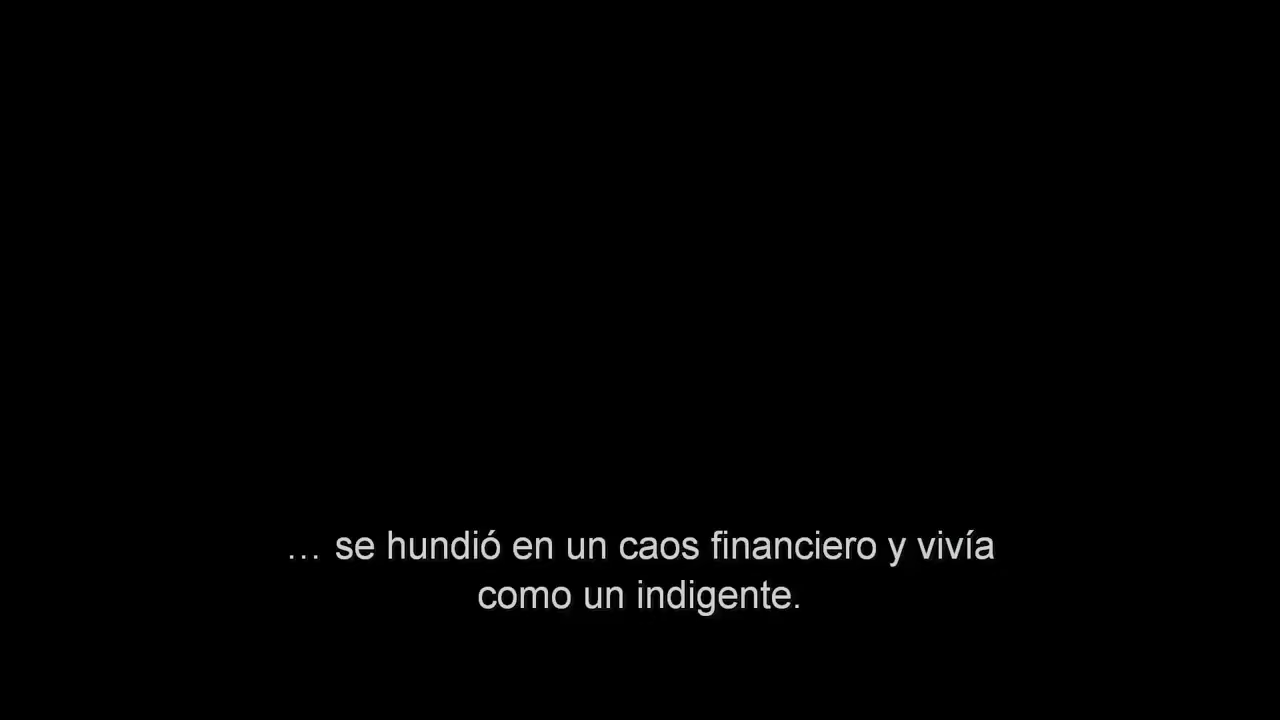 … se hundió en un caos financiero y vivía
como un indigente.